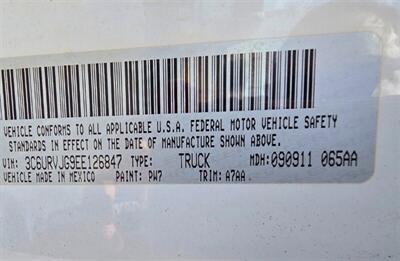 VEHICLE CONFORMS TO ALL APPLICABLE U.S.A. FEDERAL MOTOR VEHICLE SAFETY
STANDARDS IN EFFECT ON THE DATE OF MANUFACTURE SHOWN ABOVE.
VIN: 3C6URVJG9EE126847 TYPE: TRUCK MDH:090911 065AA
VEHICLE MADE IN MEXICO PAINT: PW7 TRIM: A7AA